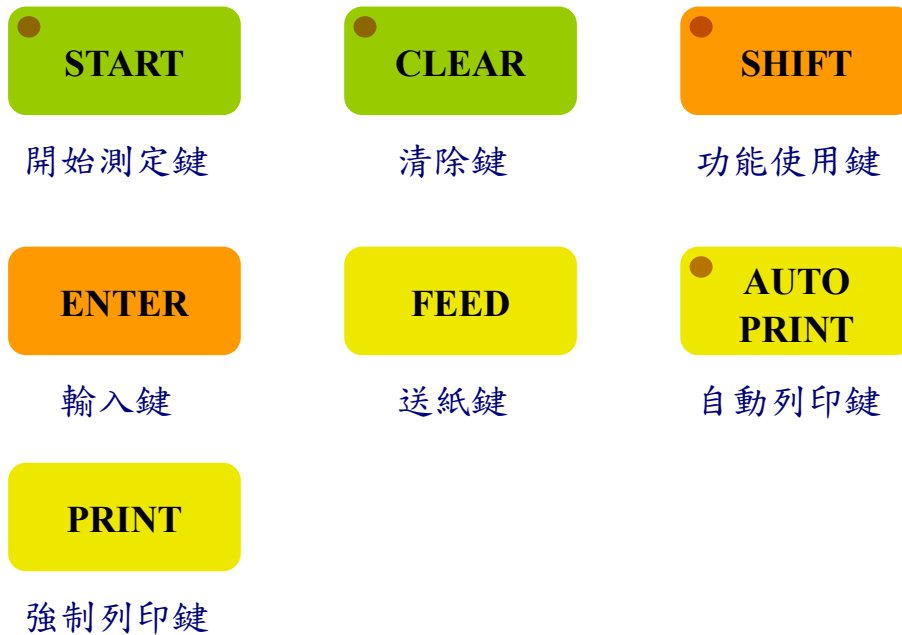 START
CLEAR
SHIFT
開始測定鍵
清除鍵
功能使用鍵
ENTER
FEED
AUTO
PRINT
輸入鍵
送紙鍵
自動列印鍵
PRINT
強制列印鍵